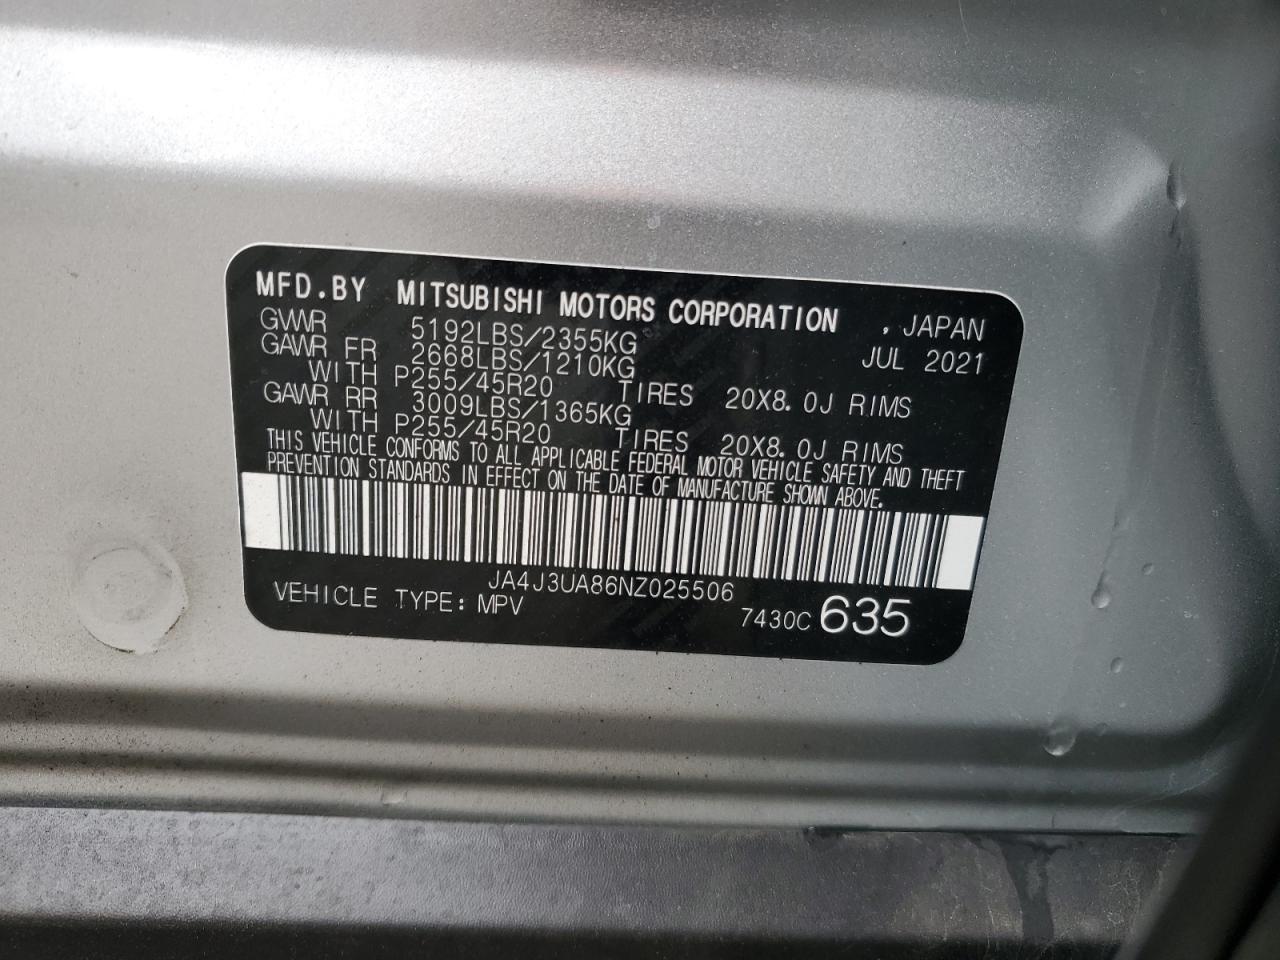 MFD.BY MITSUBISHI MOTORS CORPORATION , JAPAN
GVWR 5192LBS/2355KG JUL 2021
GAWR FR 2668LBS/1210KG
WITH P255/45R20 TIRES 20X8.0J RIMS
GAWR RR 3009LBS/1365KG
WITH P255/45R20 TIRES 20X8.0J RIMS
THIS VEHICLE CONFORMS TO ALL APPLICABLE FEDERAL MOTOR VEHICLE SAFETY AND THEFT
PREVENTION STANDARDS IN EFFECT ON THE DATE OF MANUFACTURE SHOWN ABOVE.
JA4J3UA86NZ025506
VEHICLE TYPE: MPV 7430C 635